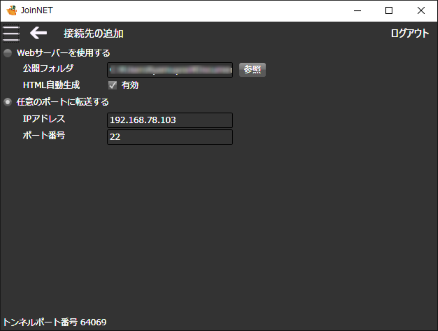 JoinNET
接続先の追加
ログアウト
Webサーバーを使用する
公開フォルダ
参照
HTML自動生成 有効
任意のポートに転送する
IPアドレス 192.168.78.103
ポート番号 22
トンネルポート番号 64069